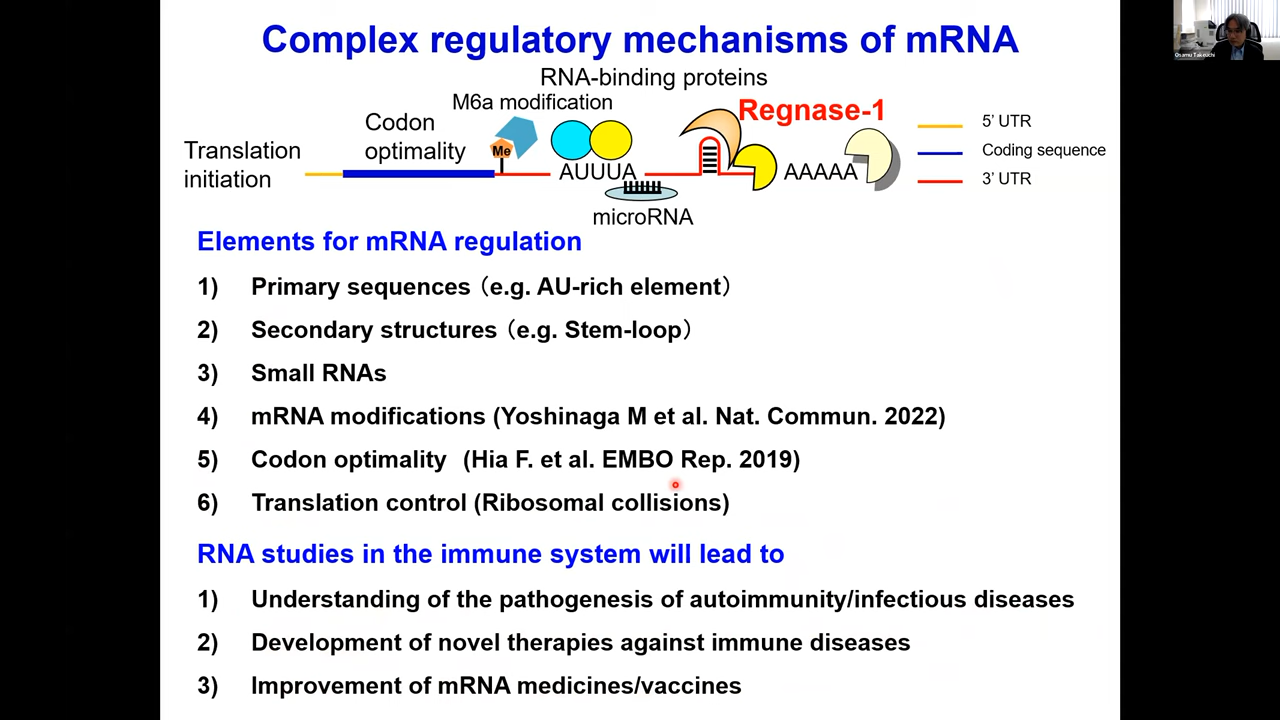 Complex regulatory mechanisms of mRNA
Osamu Takeuchi
RNA-binding proteins
M6a modification
Regnase-1
Codon
optimality
Translation
initiation
Me
AUUUA
AAAAA
microRNA
5' UTR
Coding sequence
3' UTR
Elements for mRNA regulation
1) Primary sequences（e.g. AU-rich element）
2) Secondary structures（e.g. Stem-loop）
3) Small RNAs
4) mRNA modifications (Yoshinaga M et al. Nat. Commun. 2022)
5) Codon optimality (Hia F. et al. EMBO Rep. 2019)
6) Translation control (Ribosomal collisions)
RNA studies in the immune system will lead to
1) Understanding of the pathogenesis of autoimmunity/infectious diseases
2) Development of novel therapies against immune diseases
3) Improvement of mRNA medicines/vaccines